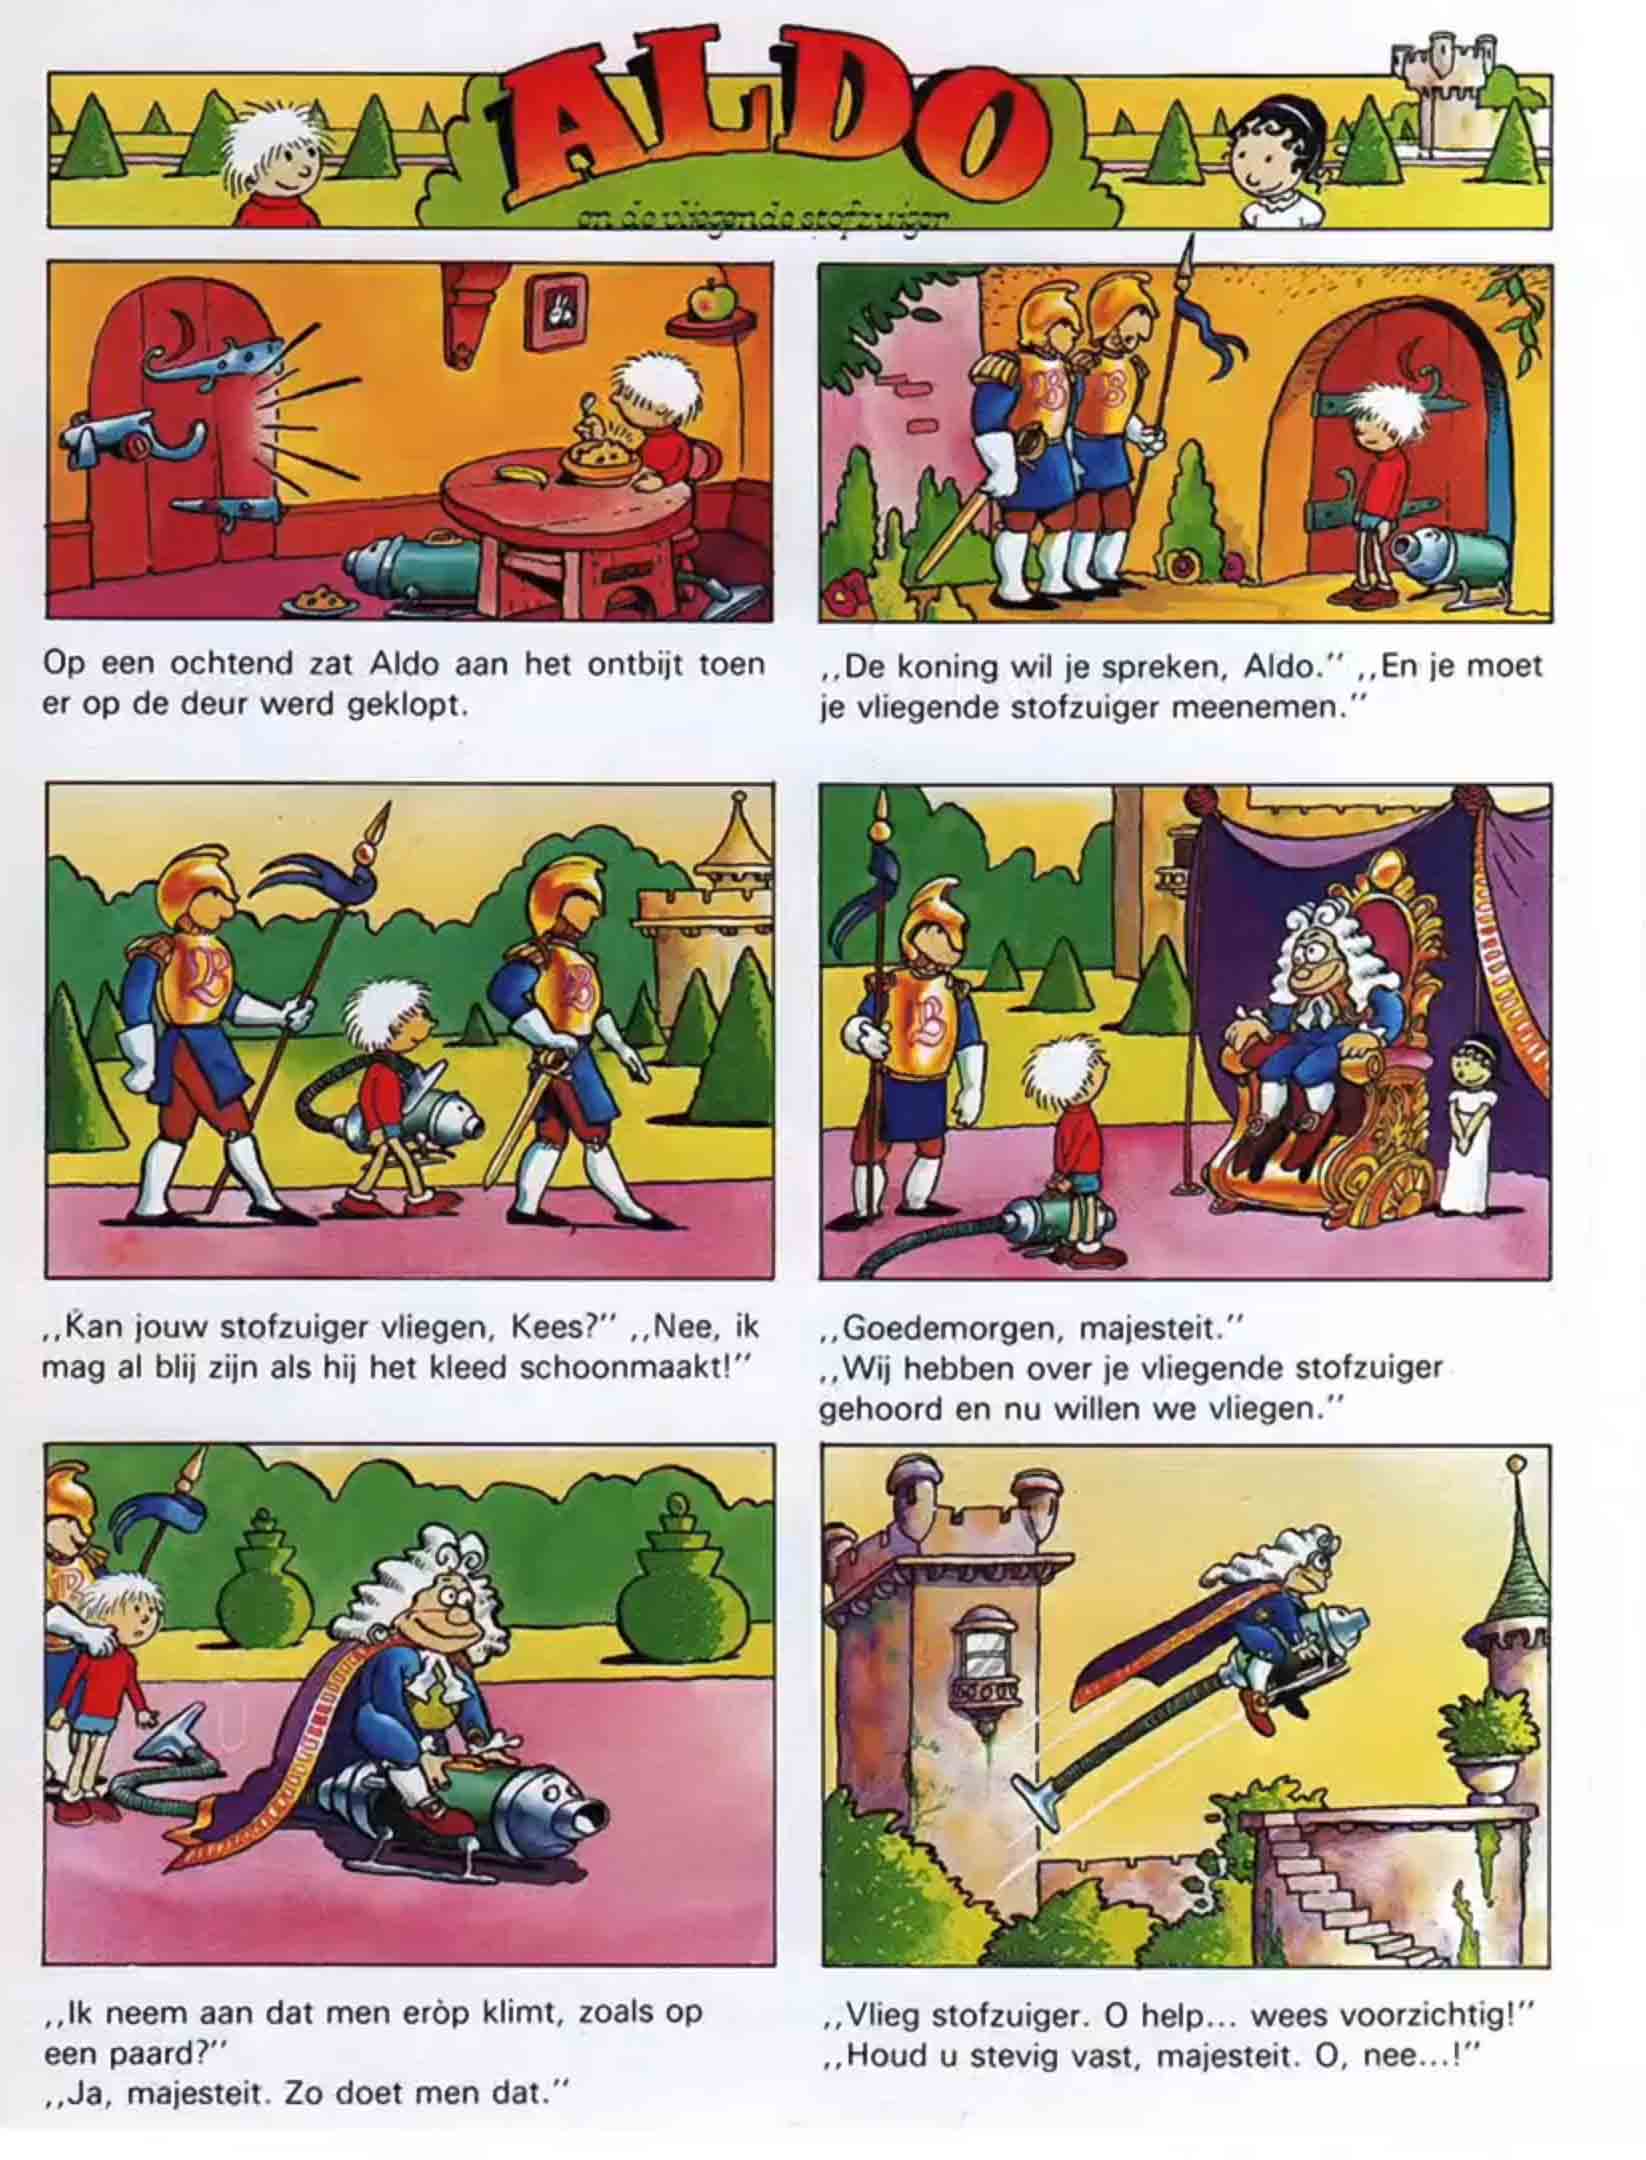 ALDO
en de vliegende stofzuiger
Op een ochtend zat Aldo aan het ontbijt toen
er op de deur werd geklopt.
,,De koning wil je spreken, Aldo.'' ,,En je moet
je vliegende stofzuiger meenemen.''
,,Kan jouw stofzuiger vliegen, Kees?'' ,,Nee, ik
mag al blij zijn als hij het kleed schoonmaakt!''
,,Goedemorgen, majesteit.''
,,Wij hebben over je vliegende stofzuiger
gehoord en nu willen we vliegen.''
,,Ik neem aan dat men eròp klimt, zoals op
een paard?''
,,Ja, majesteit. Zo doet men dat.''
,,Vlieg stofzuiger. O help... wees voorzichtig!''
,,Houd u stevig vast, majesteit. O, nee...!''